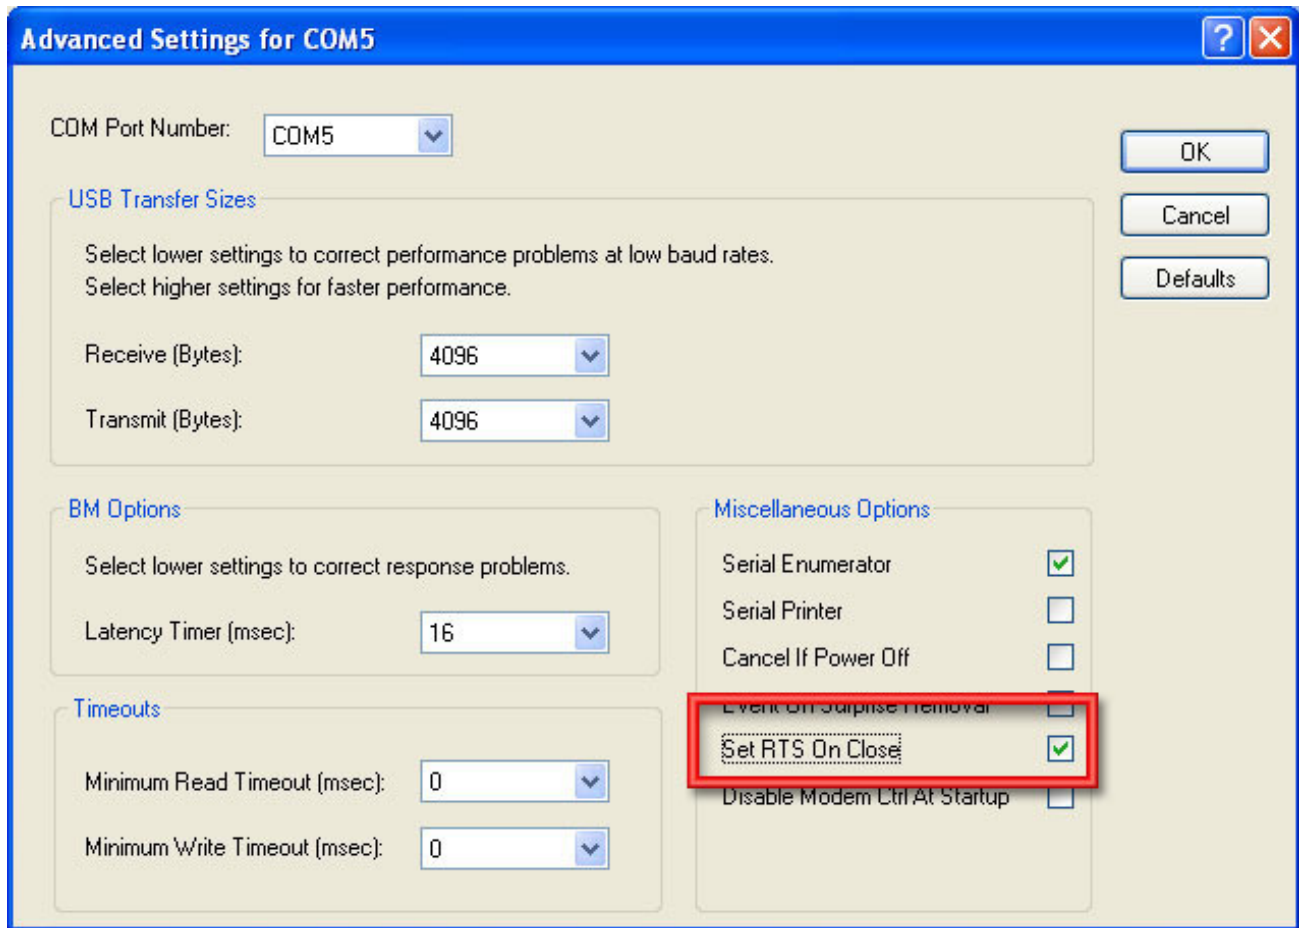 Advanced Settings for COM5
COM Port Number: COM5
OK
Cancel
Defaults
USB Transfer Sizes
Select lower settings to correct performance problems at low baud rates.
Select higher settings for faster performance.
Receive (Bytes): 4096
Transmit (Bytes): 4096
BM Options
Select lower settings to correct response problems.
Latency Timer (msec): 16
Timeouts
Minimum Read Timeout (msec): 0
Minimum Write Timeout (msec): 0
Miscellaneous Options
Serial Enumerator
Serial Printer
Cancel If Power Off
Event On Surprise Removal
Set RTS On Close
Disable Modem Ctrl At Startup